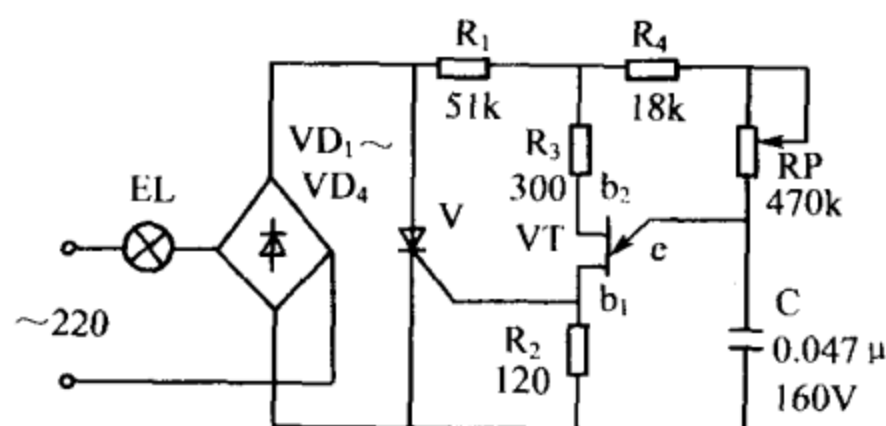 R₁
51k
R₄
18k
VD₁～
VD₄
R₃
300
b₂
RP
470k
EL
V
VT
e
b₁
～220
R₂
120
C
0.047 μ
160V